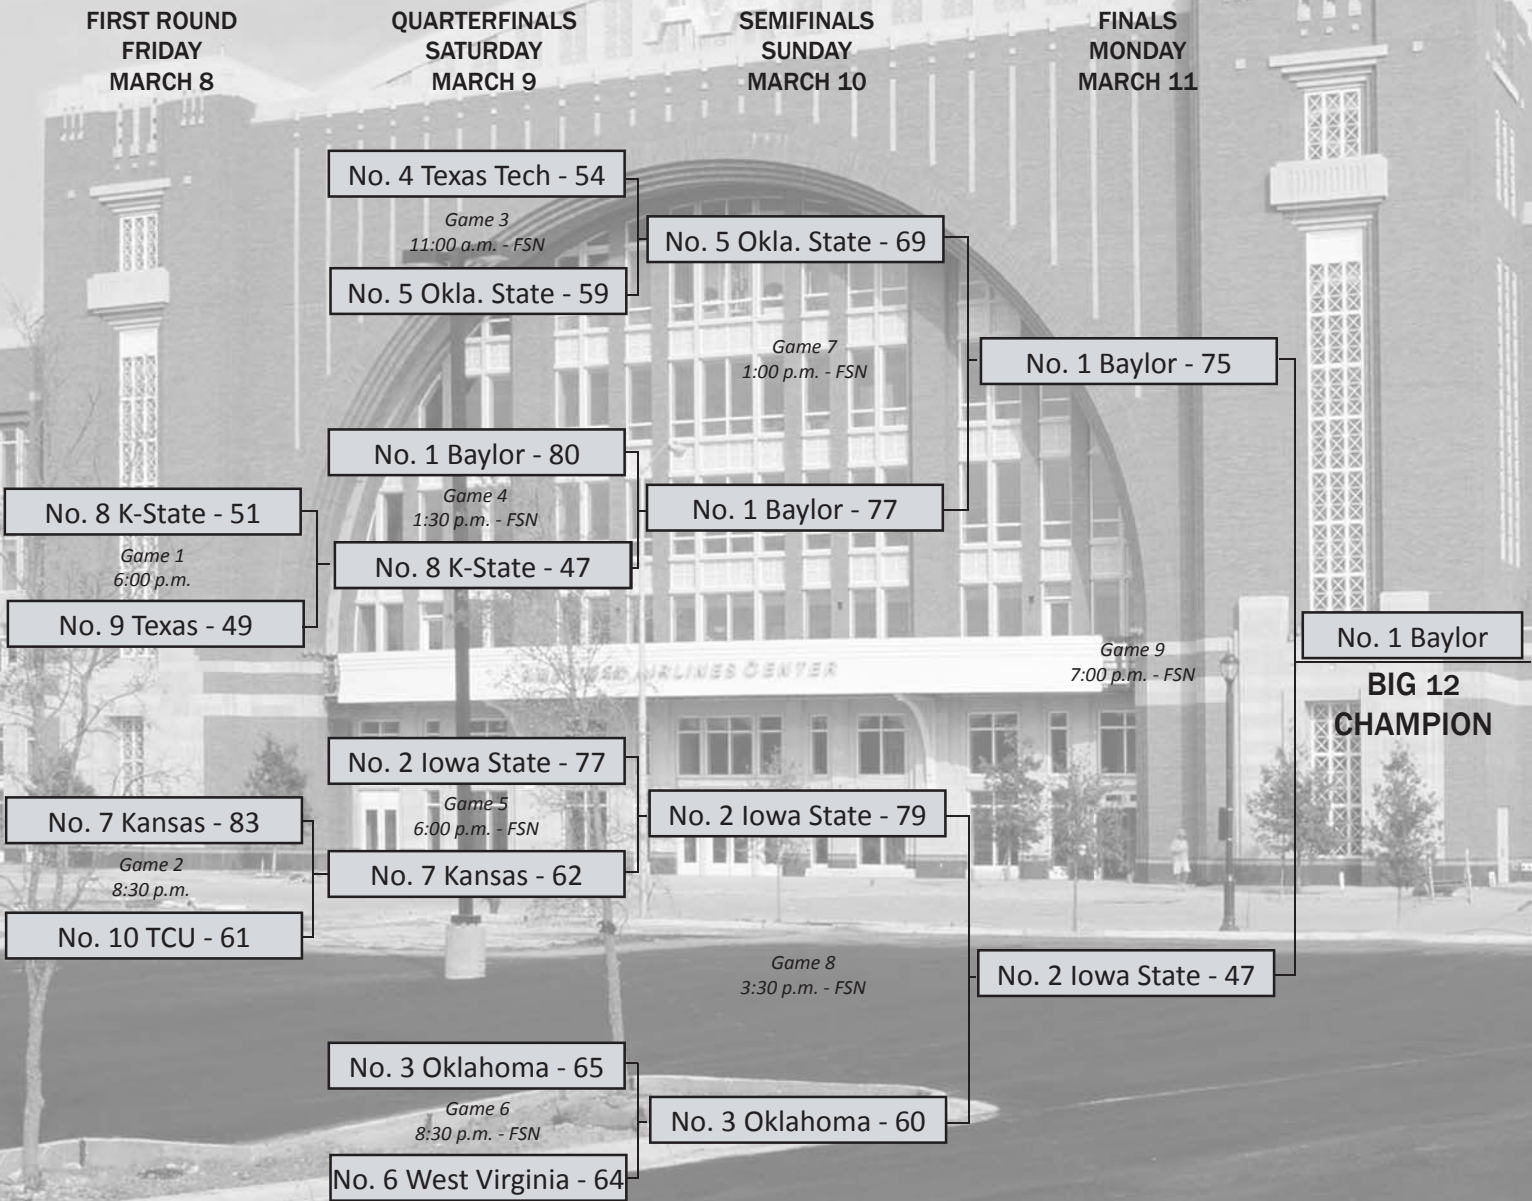 FIRST ROUND
FRIDAY
MARCH 8
QUARTERFINALS
SATURDAY
MARCH 9
SEMIFINALS
SUNDAY
MARCH 10
FINALS
MONDAY
MARCH 11
No. 4 Texas Tech - 54
Game 3
11:00 a.m. - FSN
No. 5 Okla. State - 59
No. 5 Okla. State - 69
Game 7
1:00 p.m. - FSN
No. 1 Baylor - 75
No. 1 Baylor - 80
Game 4
1:30 p.m. - FSN
No. 8 K-State - 47
No. 1 Baylor - 77
No. 8 K-State - 51
Game 1
6:00 p.m.
No. 9 Texas - 49
Game 9
7:00 p.m. - FSN
No. 1 Baylor
BIG 12
CHAMPION
AIRLINES CENTER
No. 2 Iowa State - 77
Game 5
6:00 p.m. - FSN
No. 7 Kansas - 62
No. 2 Iowa State - 79
No. 7 Kansas - 83
Game 2
8:30 p.m.
No. 10 TCU - 61
Game 8
3:30 p.m. - FSN
No. 2 Iowa State - 47
No. 3 Oklahoma - 65
Game 6
8:30 p.m. - FSN
No. 6 West Virginia - 64
No. 3 Oklahoma - 60